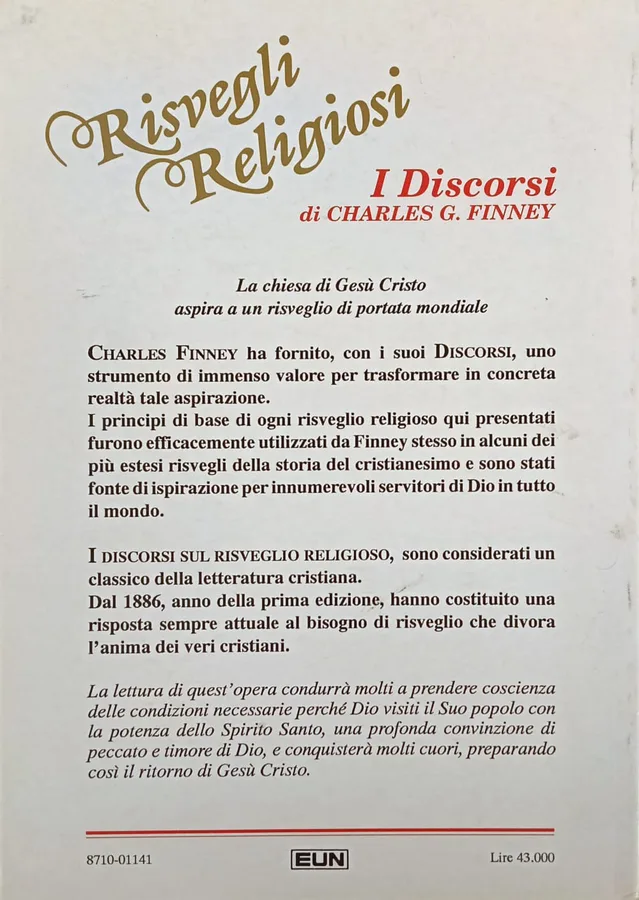 Risvegli
Religiosi
I Discorsi
di CHARLES G. FINNEY
La chiesa di Gesù Cristo
aspira a un risveglio di portata mondiale
CHARLES FINNEY ha fornito, con i suoi DISCORSI, uno
strumento di immenso valore per trasformare in concreta
realtà tale aspirazione.
I principi di base di ogni risveglio religioso qui presentati
furono efficacemente utilizzati da Finney stesso in alcuni dei
più estesi risvegli della storia del cristianesimo e sono stati
fonte di ispirazione per innumerevoli servitori di Dio in tutto
il mondo.
I DISCORSI SUL RISVEGLIO RELIGIOSO, sono considerati un
classico della letteratura cristiana.
Dal 1886, anno della prima edizione, hanno costituito una
risposta sempre attuale al bisogno di risveglio che divora
l'anima dei veri cristiani.
La lettura di quest'opera condurrà molti a prendere coscienza
delle condizioni necessarie perché Dio visiti il Suo popolo con
la potenza dello Spirito Santo, una profonda convinzione di
peccato e timore di Dio, e conquisterà molti cuori, preparando
così il ritorno di Gesù Cristo.
8710-01141
EUN
Lire 43.000